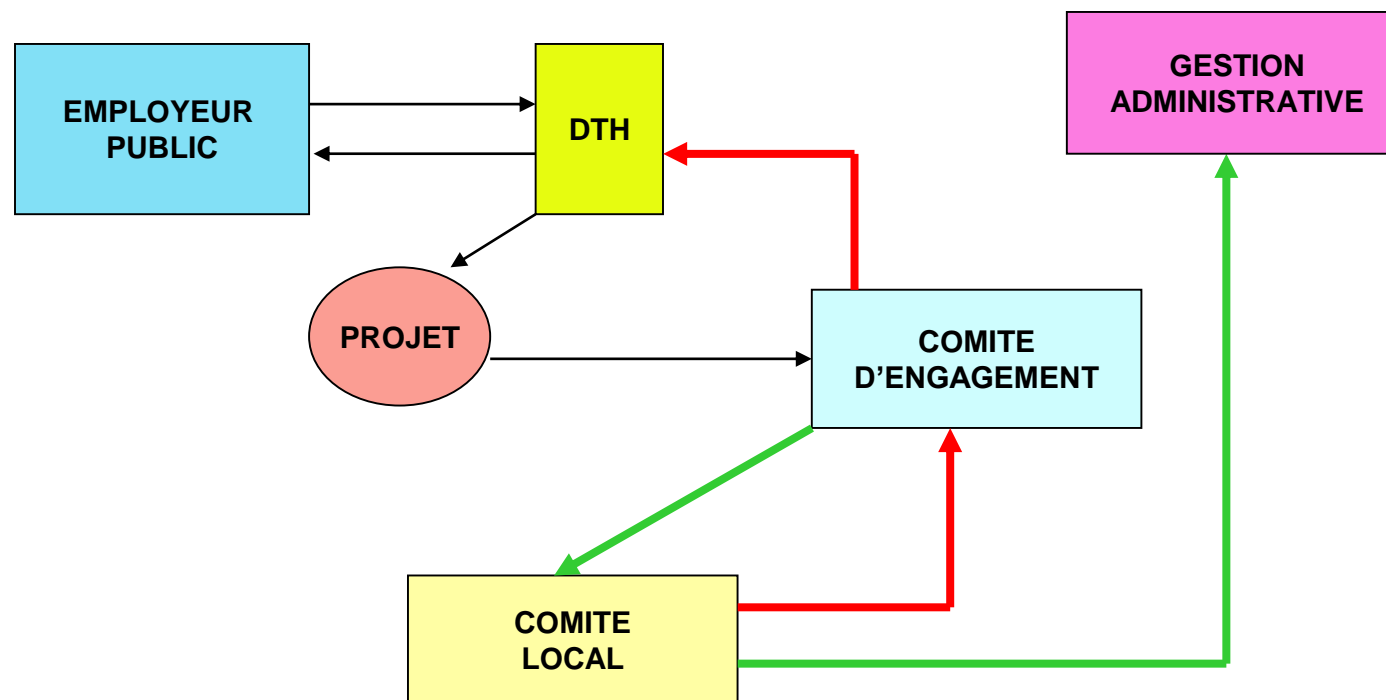 EMPLOYEUR
PUBLIC
DTH
GESTION
ADMINISTRATIVE
PROJET
COMITE
D’ENGAGEMENT
COMITE
LOCAL